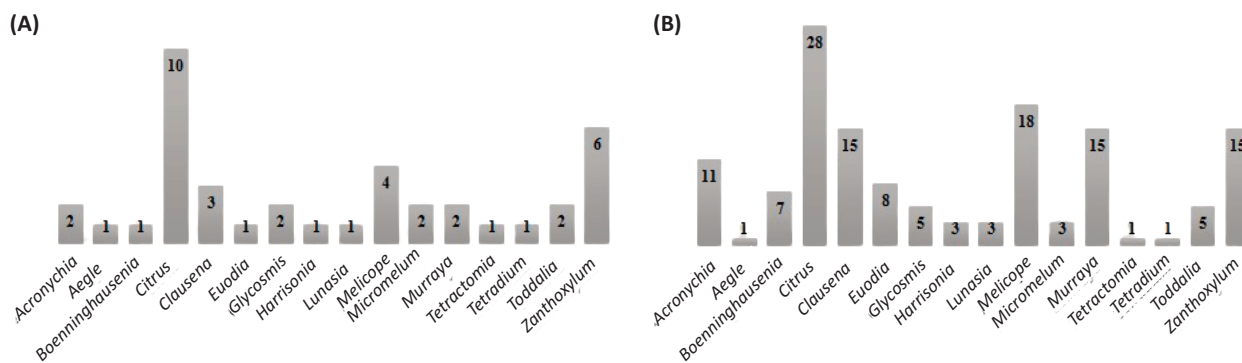 (A)
10
6
4
3
2
2
2
2
2
1
1
1
1
1
1
1
Acronychia
Aegle
Boenninghausenia
Citrus
Clausena
Euodia
Glycosmis
Harrisonia
Lunasia
Melicope
Micromelum
Murraya
Tetractomia
Tetradium
Toddalia
Zanthoxylum
(B)
28
18
15
15
15
11
8
7
5
5
3
3
3
1
1
1
Acronychia
Aegle
Boenninghausenia
Citrus
Clausena
Euodia
Glycosmis
Harrisonia
Lunasia
Melicope
Micromelum
Murraya
Tetractomia
Tetradium
Toddalia
Zanthoxylum